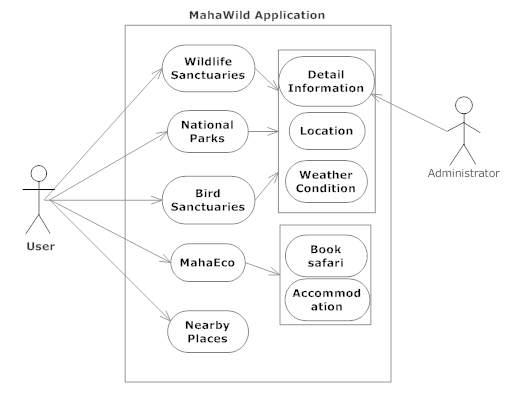 MahaWild Application
Wildlife
Sanctuaries
Detail
Information
National
Parks
Location
Administrator
Weather
Condition
Bird
Sanctuaries
User
MahaEco
Book
safari
Accommod
ation
Nearby
Places